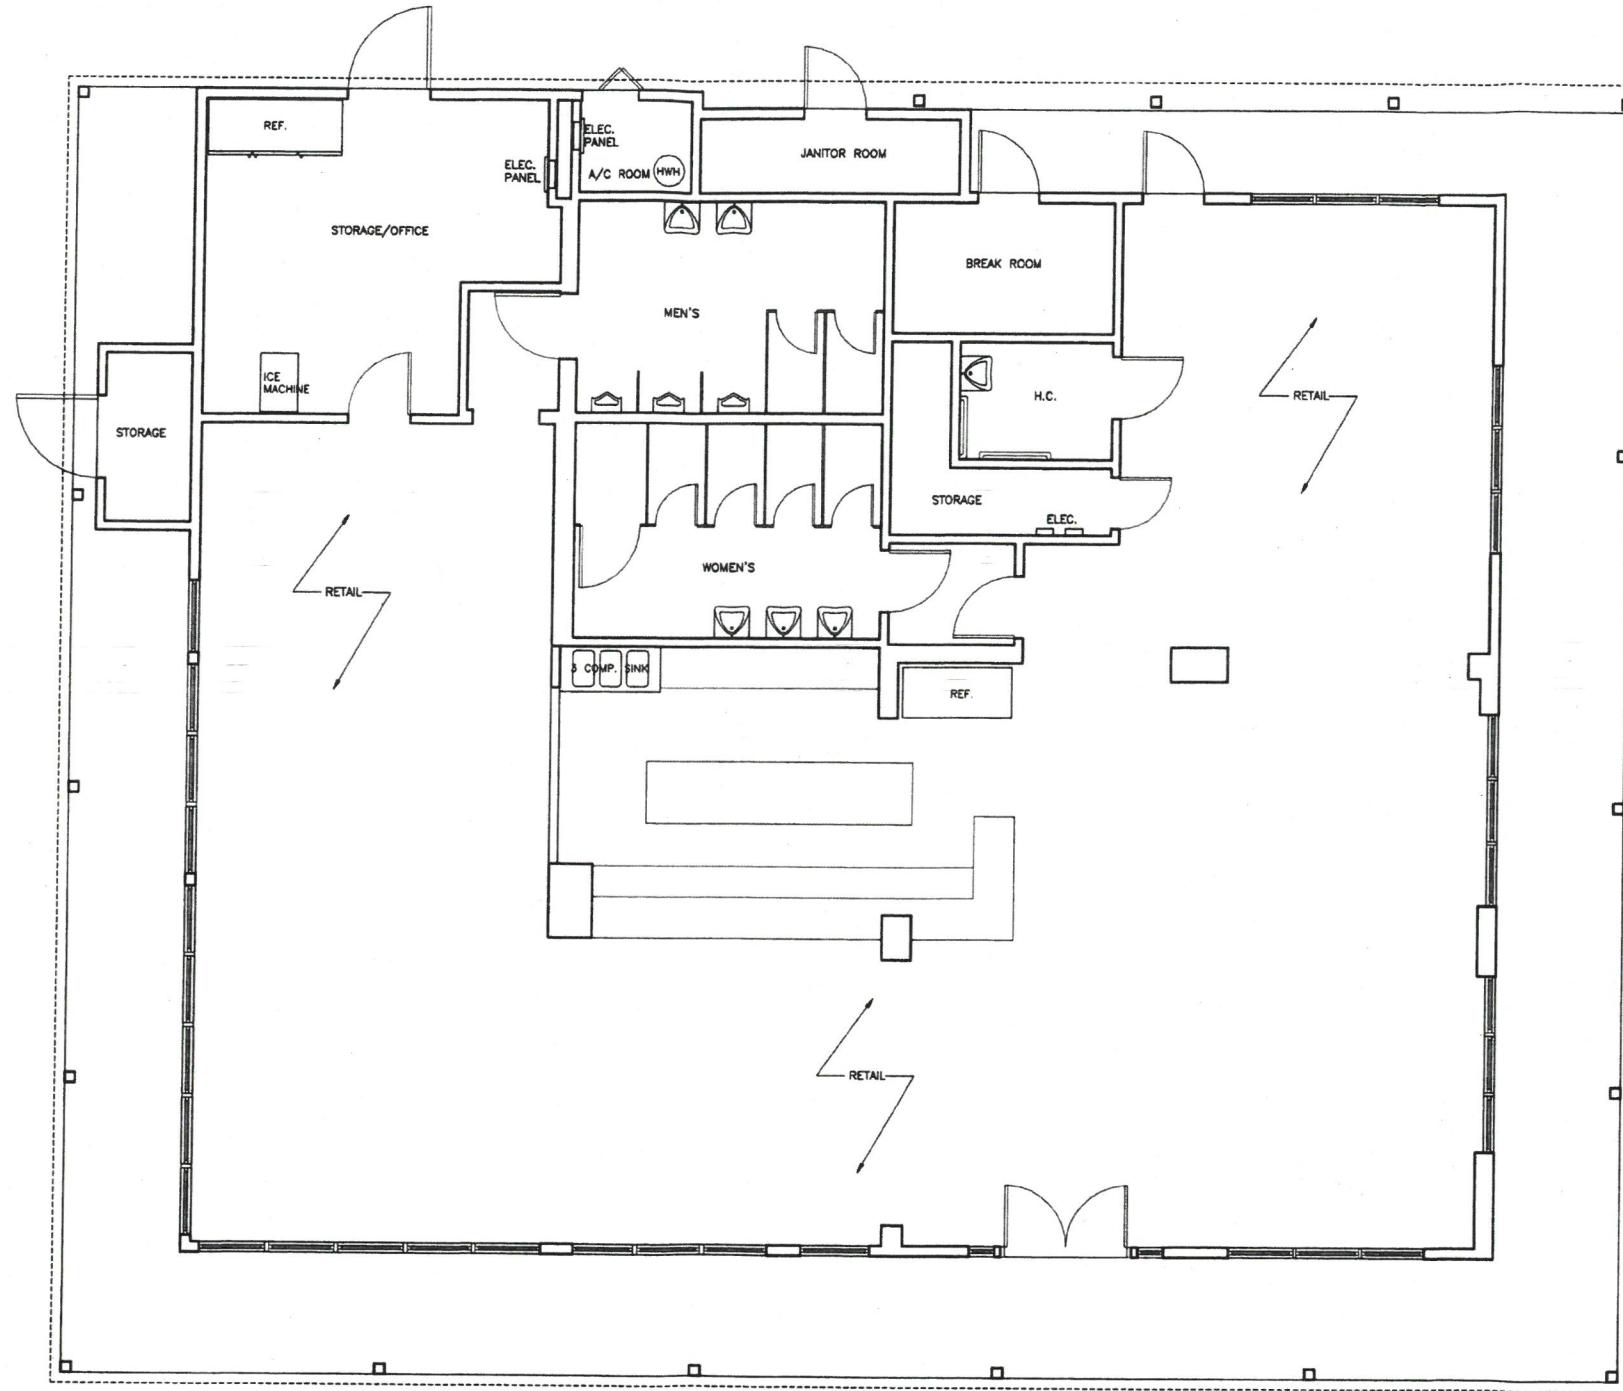 REF.
ELEC.
PANEL
ELEC.
PANEL
A/C ROOM
HWH
JANITOR ROOM
STORAGE/OFFICE
BREAK ROOM
MEN'S
ICE
MACHINE
H.C.
RETAIL
STORAGE
STORAGE
ELEC.
WOMEN'S
RETAIL
3 COMP. SINK
REF.
RETAIL